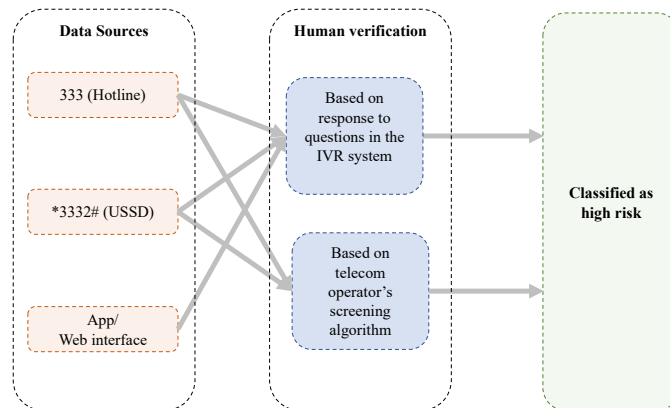 Data Sources
333 (Hotline)
*3332# (USSD)
App/
Web interface
Human verification
Based on
response to
questions in the
IVR system
Based on
telecom
operator’s
screening
algorithm
Classified as
high risk